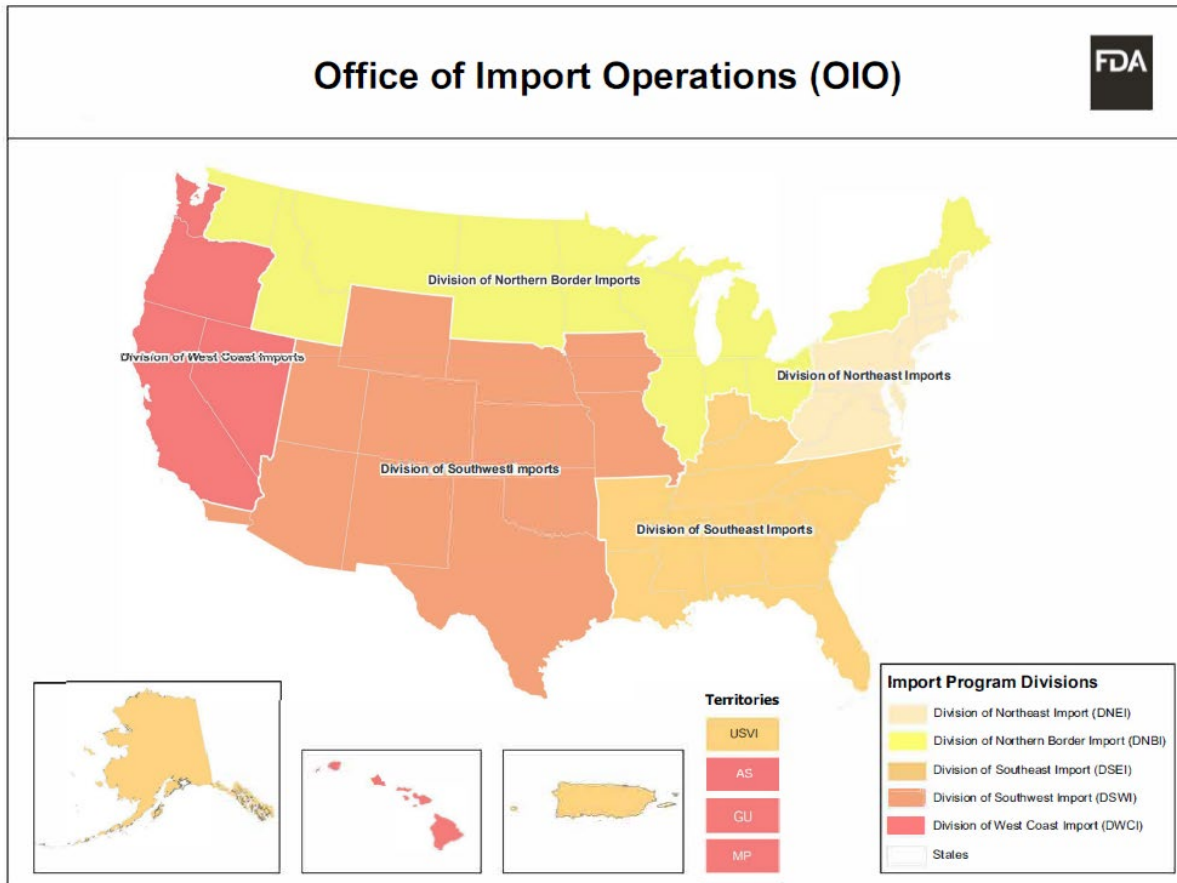 Office of Import Operations (OIO)
FDA
Division of Northern Border Imports
Division of West Coast Imports
Division of Northeast Imports
Division of SouthwestImports
Division of Southeast Imports
Territories
USVI
AS
GU
MP
Import Program Divisions
Division of Northeast Import (DNEI)
Division of Northern Border Import (DNBI)
Division of Southeast Import (DSEI)
Division of Southwest Import (DSWI)
Division of West Coast Import (DWCI)
States